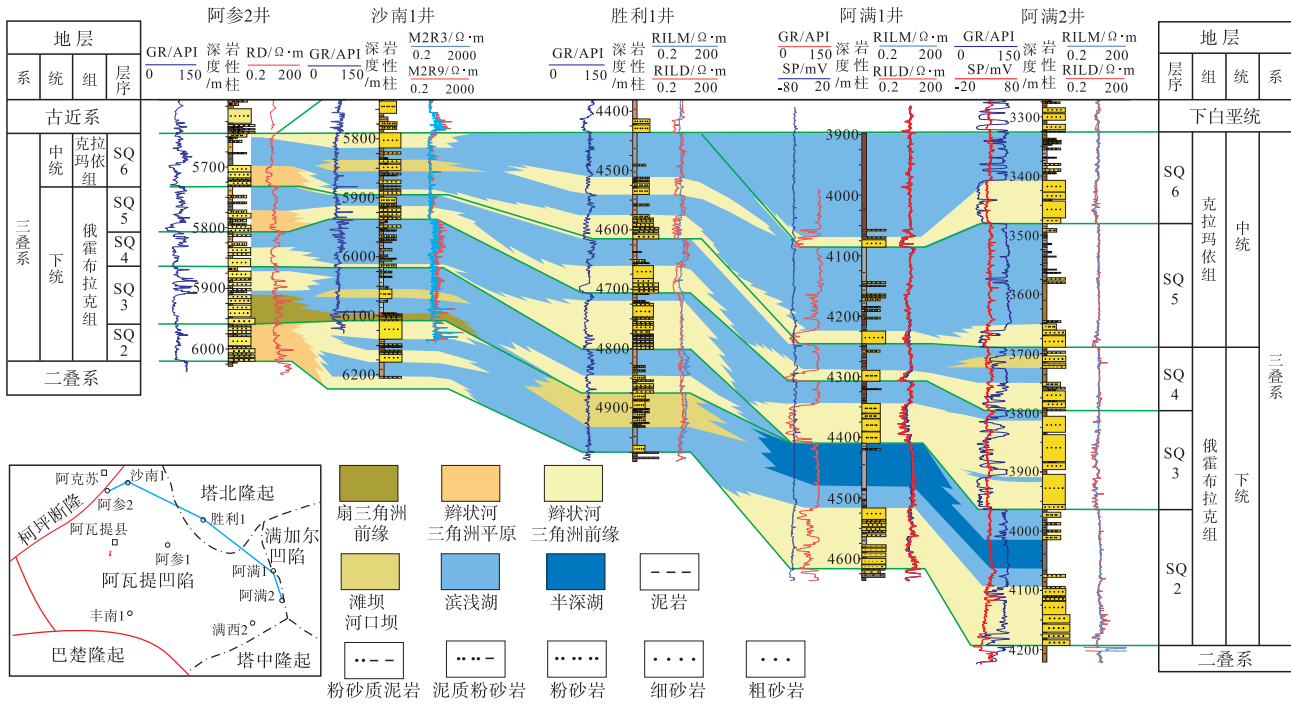 阿参2井
沙南1井
胜利1井
阿满1井
阿满2井
地层
系
统
组
层序
GR/API
0 150
深度/m
岩性柱
RD/Ω·m
0.2 200
GR/API
0 150
深度/m
岩性柱
M2R3/Ω·m
0.2 2000
M2R9/Ω·m
0.2 2000
GR/API
0 150
深度/m
岩性柱
RILM/Ω·m
0.2 200
RILD/Ω·m
0.2 200
GR/API
0 150
SP/mV
-80 20
深度/m
岩性柱
RILM/Ω·m
0.2 200
RILD/Ω·m
0.2 200
GR/API
0 150
SP/mV
-20 80
深度/m
岩性柱
RILM/Ω·m
0.2 200
RILD/Ω·m
0.2 200
地层
层序
组
统
系
古近系
三叠系
中统
下统
克拉玛依组
俄霍布拉克组
SQ6
SQ5
SQ4
SQ3
SQ2
二叠系
5700
5800
5900
6000
5800
5900
6000
6100
6200
4400
4500
4600
4700
4800
4900
3900
4000
4100
4200
4300
4400
4500
4600
3300
3400
3500
3600
3700
3800
3900
4000
4100
4200
下白垩统
SQ6
SQ5
SQ4
SQ3
SQ2
克拉玛依组
俄霍布拉克组
中统
下统
三叠系
二叠系
阿克苏
沙南1
阿参2
塔北隆起
柯坪断隆
阿瓦提县
胜利1
阿参1
满加尔凹陷
阿瓦提凹陷
阿满1
阿满2
丰南1
满西2
巴楚隆起
塔中隆起
扇三角洲
前缘
辫状河
三角洲平原
辫状河
三角洲前缘
滩坝
河口坝
滨浅湖
半深湖
泥岩
粉砂质泥岩
泥质粉砂岩
粉砂岩
细砂岩
粗砂岩